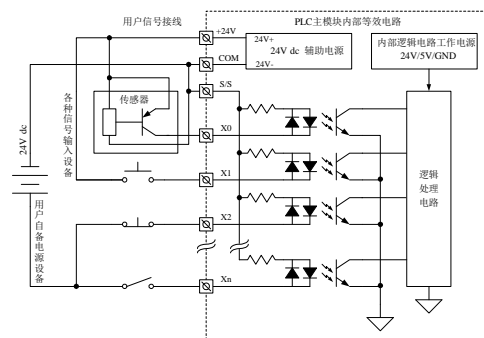 用户信号接线
PLC主模块内部等效电路
+24V
24V+
24V dc 辅助电源
24V-
内部逻辑电路工作电源
24V/5V/GND
COM
S/S
传感器
各种信号输入设备
X0
24V dc
X1
逻辑
处理
电路
用户自备电源设备
X2
Xn